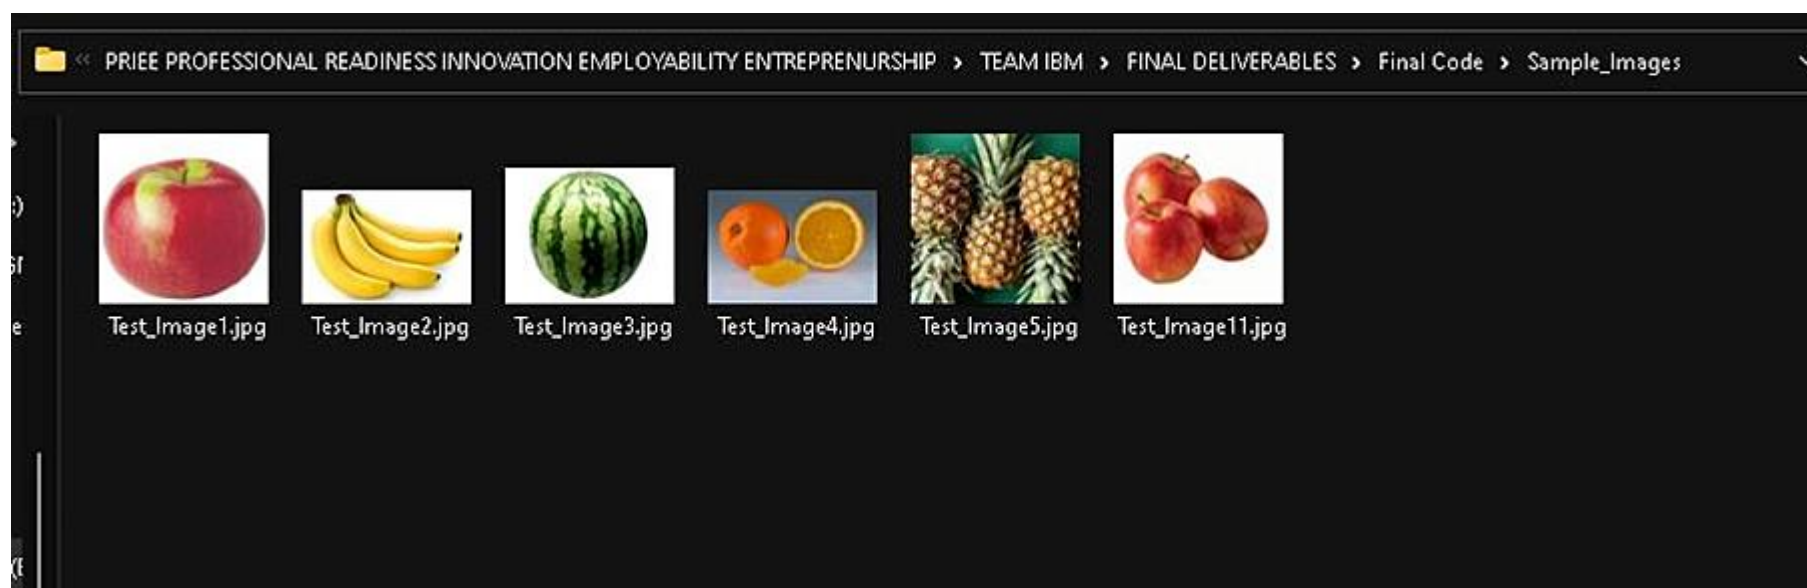 « PRIEE PROFESSIONAL READINESS INNOVATION EMPLOYABILITY ENTREPRENURSHIP > TEAM IBM > FINAL DELIVERABLES > Final Code > Sample_Images
Test_Image1.jpg Test_Image2.jpg Test_Image3.jpg Test_Image4.jpg Test_Image5.jpg Test_Image11.jpg